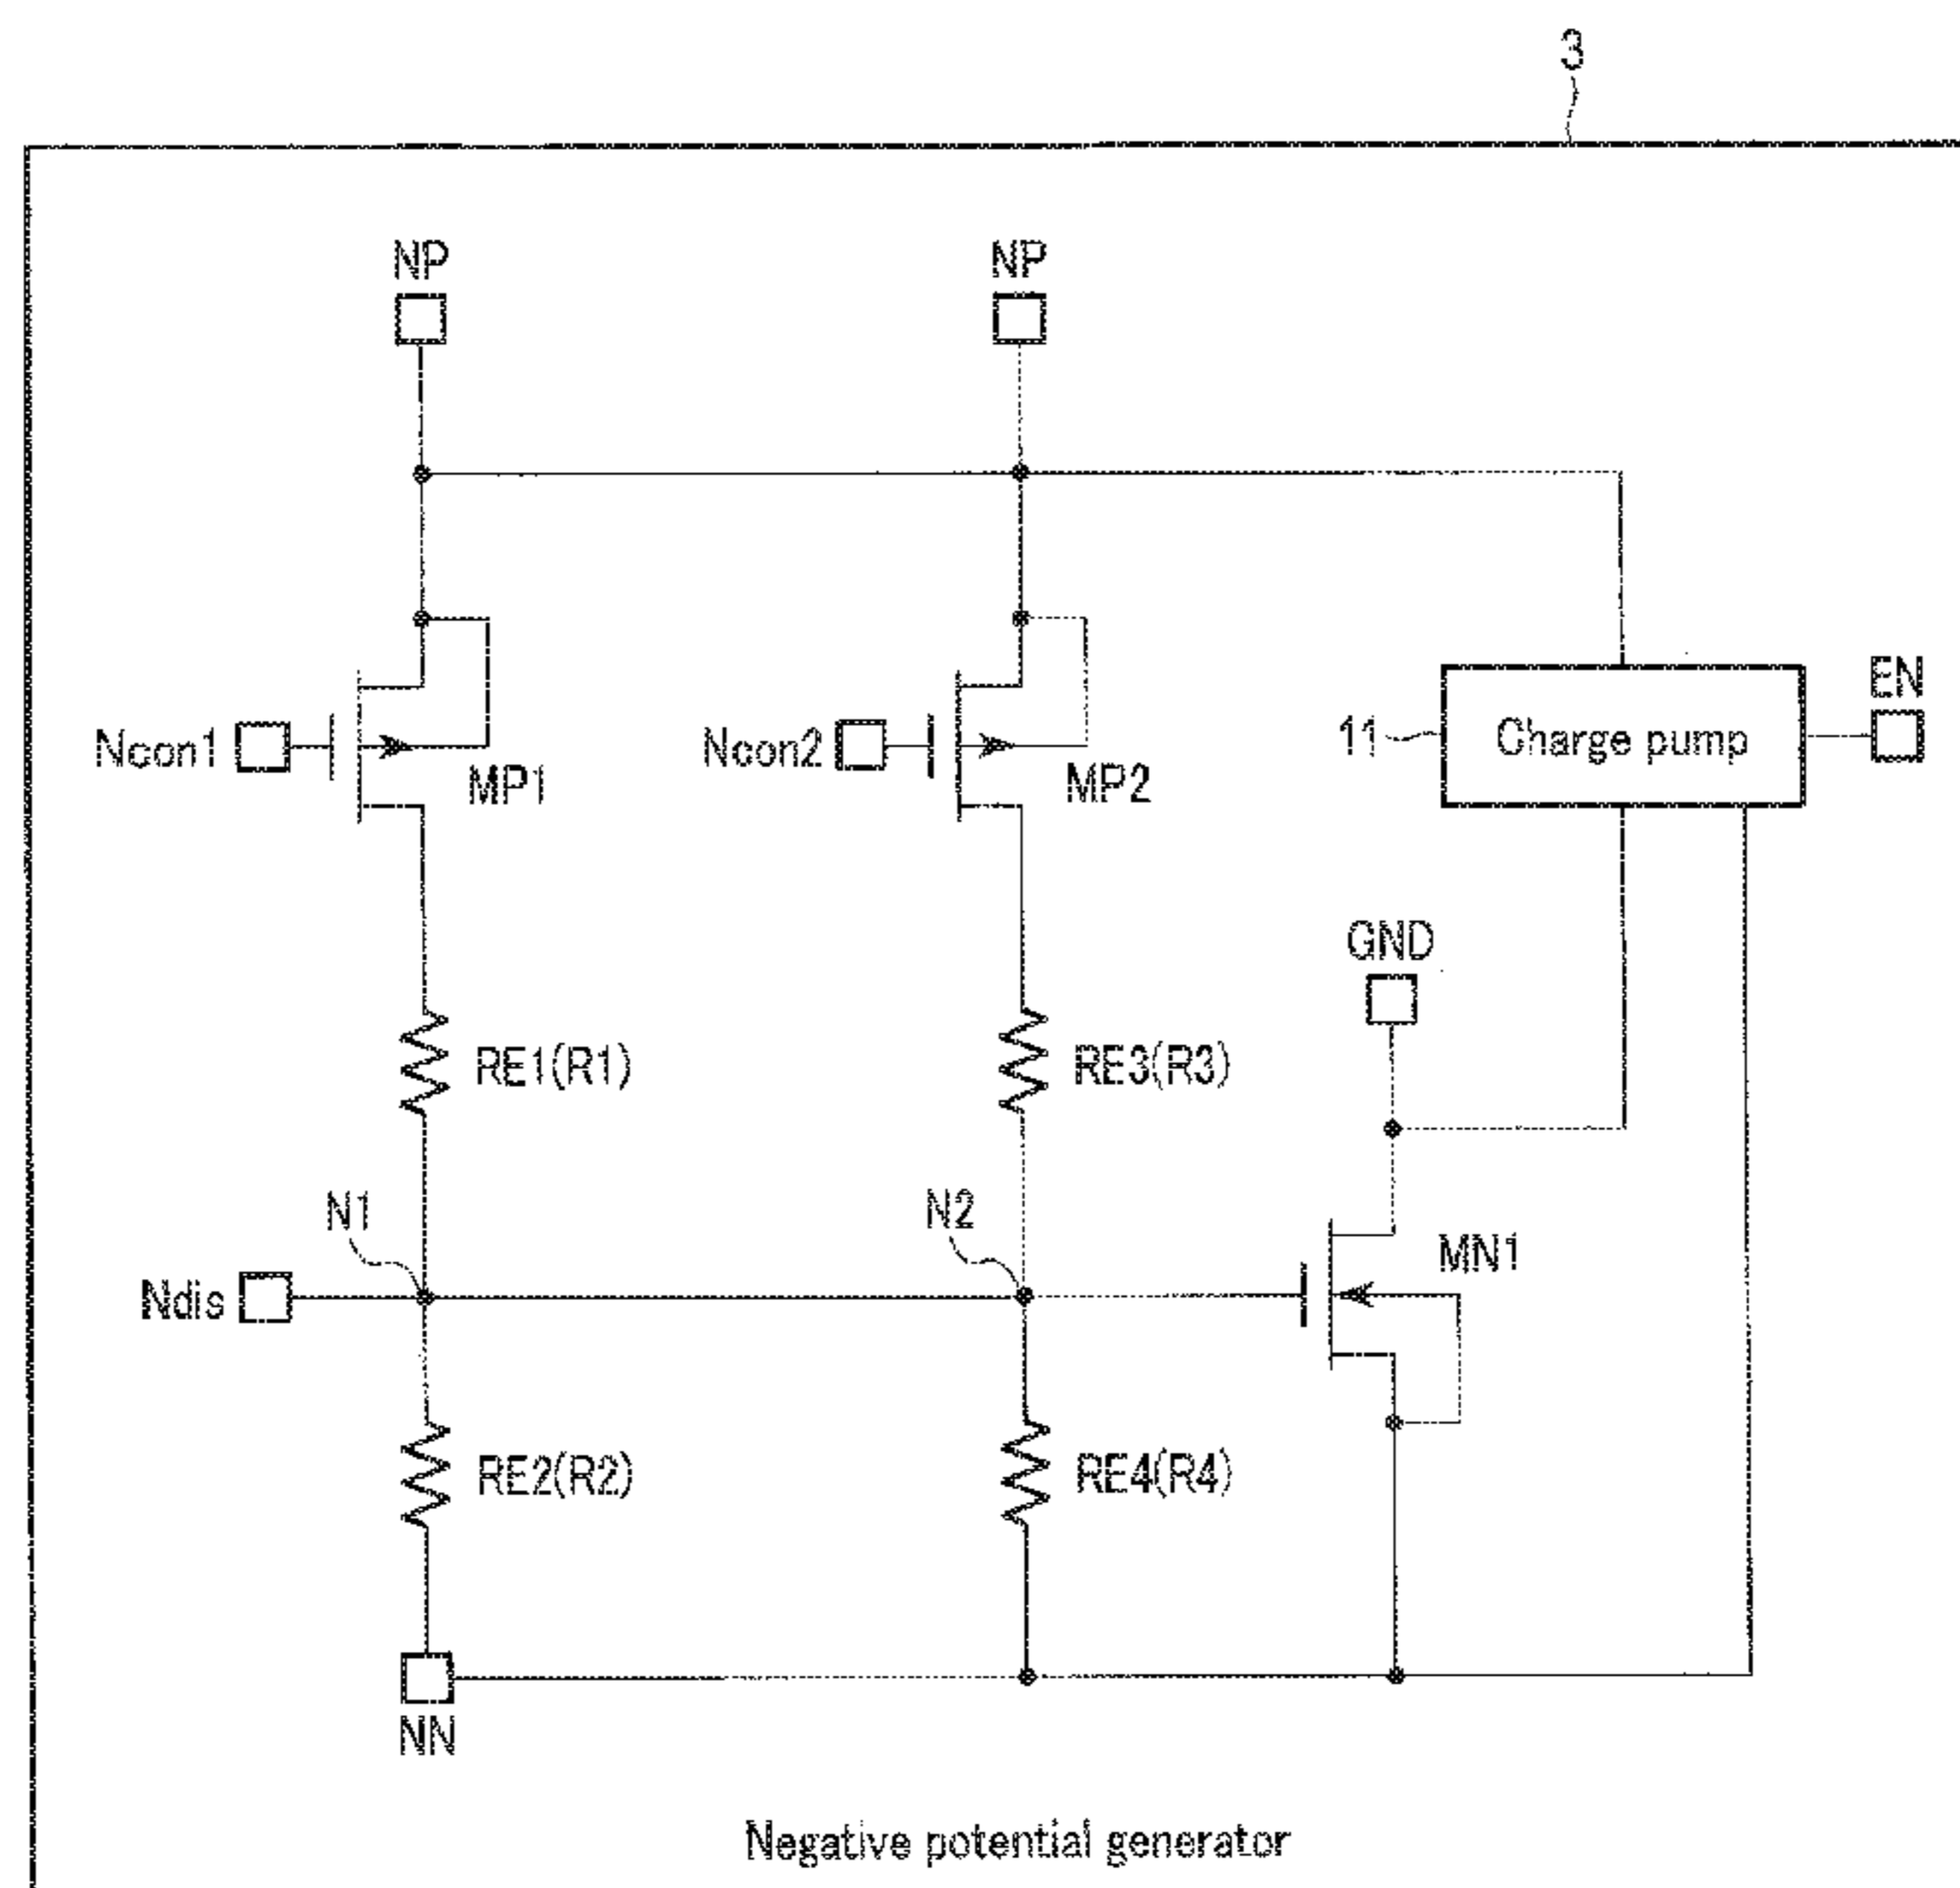 3
NP
NP
Ncon1
MP1
Ncon2
MP2
11
Charge pump
EN
GND
RE1(R1)
RE3(R3)
N1
N2
Ndis
MN1
RE2(R2)
RE4(R4)
NN
Negative potential generator